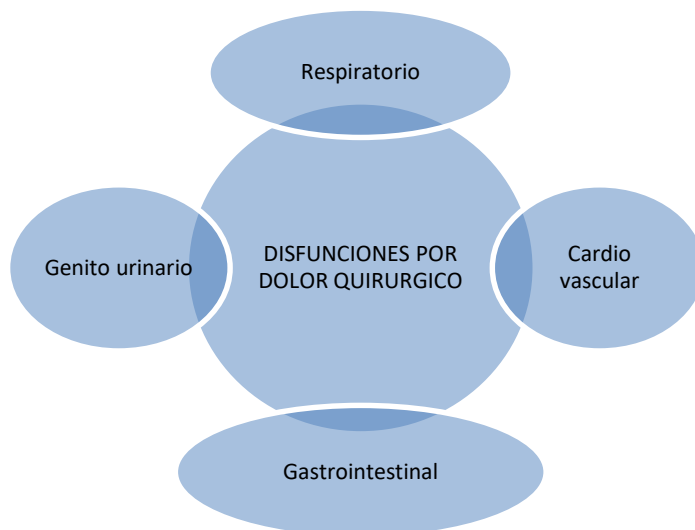 Respiratorio
Genito urinario
DISFUNCIONES POR
DOLOR QUIRURGICO
Cardio
vascular
Gastrointestinal